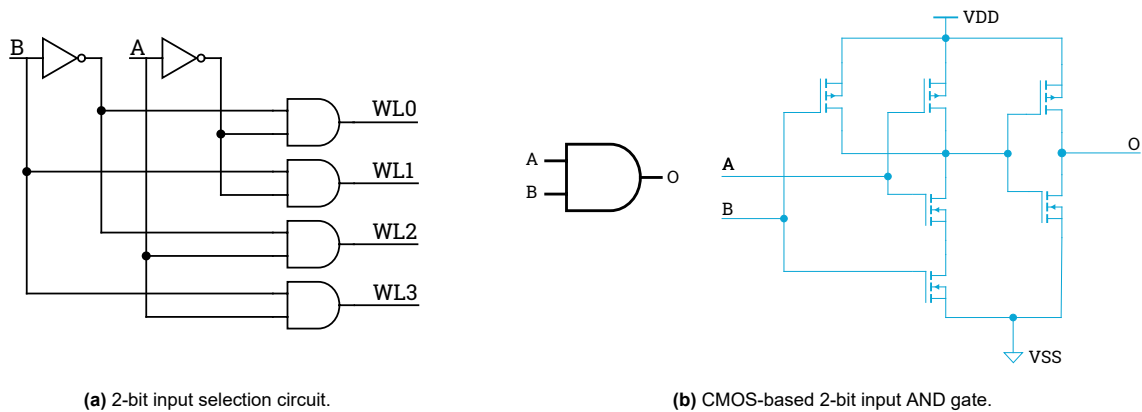 B
A
WL0
WL1
WL2
WL3
(a) 2-bit input selection circuit.
A
B
O
VDD
A
B
O
VSS
(b) CMOS-based 2-bit input AND gate.